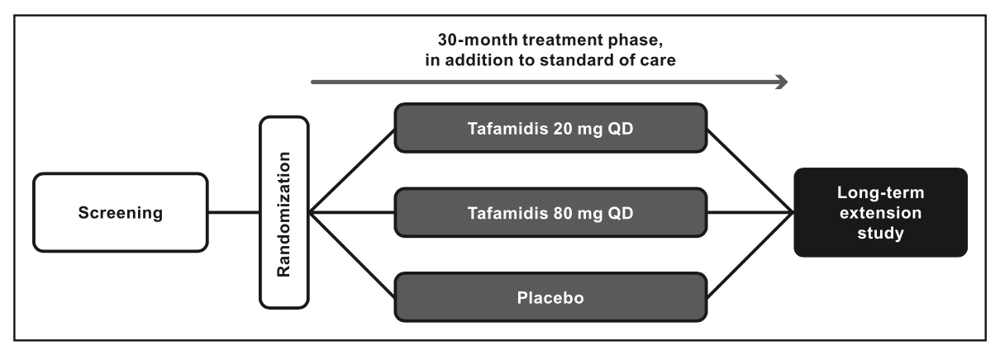 30-month treatment phase,
in addition to standard of care
Screening
Randomization
Tafamidis 20 mg QD
Tafamidis 80 mg QD
Placebo
Long-term
extension
study